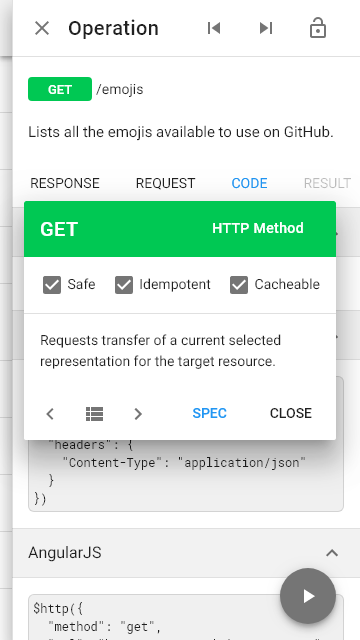 Operation
GET /emojis
Lists all the emojis available to use on GitHub.
RESPONSE REQUEST CODE RESULT
GET HTTP Method
Safe Idempotent Cacheable
Requests transfer of a current selected
representation for the target resource.
SPEC CLOSE
"headers": {
"Content-Type": "application/json"
}
})
AngularJS
$http({
"method": "get",